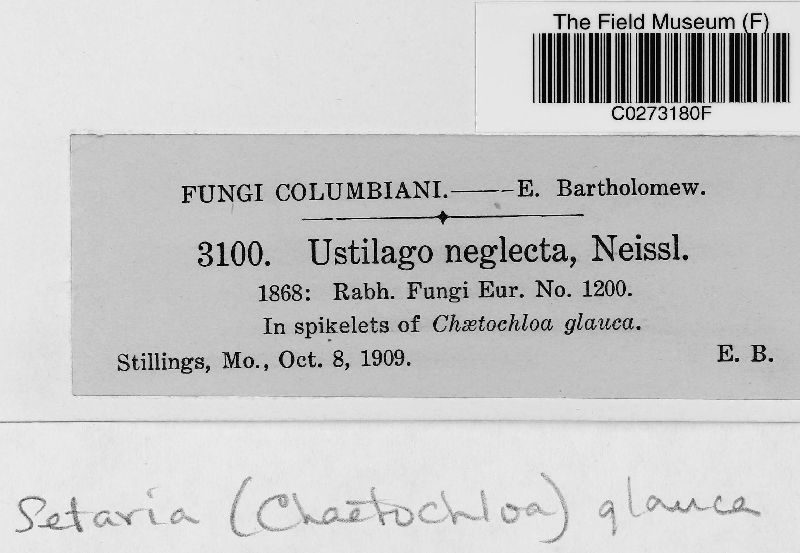 The Field Museum (F)
C0273180F
FUNGI COLUMBIANI.——E. Bartholomew.
3100. Ustilago neglecta, Neissl.
1868: Rabh. Fungi Eur. No. 1200.
In spikelets of Chætochloa glauca.
Stillings, Mo., Oct. 8, 1909. E. B.
Setaria (Chaetochloa) glauca